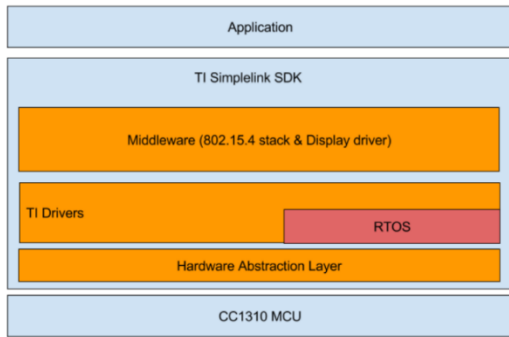 Application
TI Simplelink SDK
Middleware (802.15.4 stack & Display driver)
TI Drivers
RTOS
Hardware Abstraction Layer
CC1310 MCU